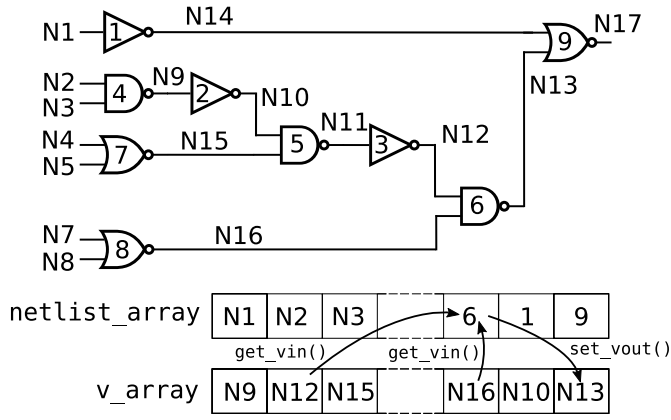 N1 1 N14 9 N17
N2 N3 4 N9 2 N10 N13
N4 N5 7 N15 5 N11 3 N12
6
N7 N8 8 N16
netlist_array N1 N2 N3 6 1 9
get_vin() get_vin() set_vout()
v_array N9 N12 N15 N16 N10 N13